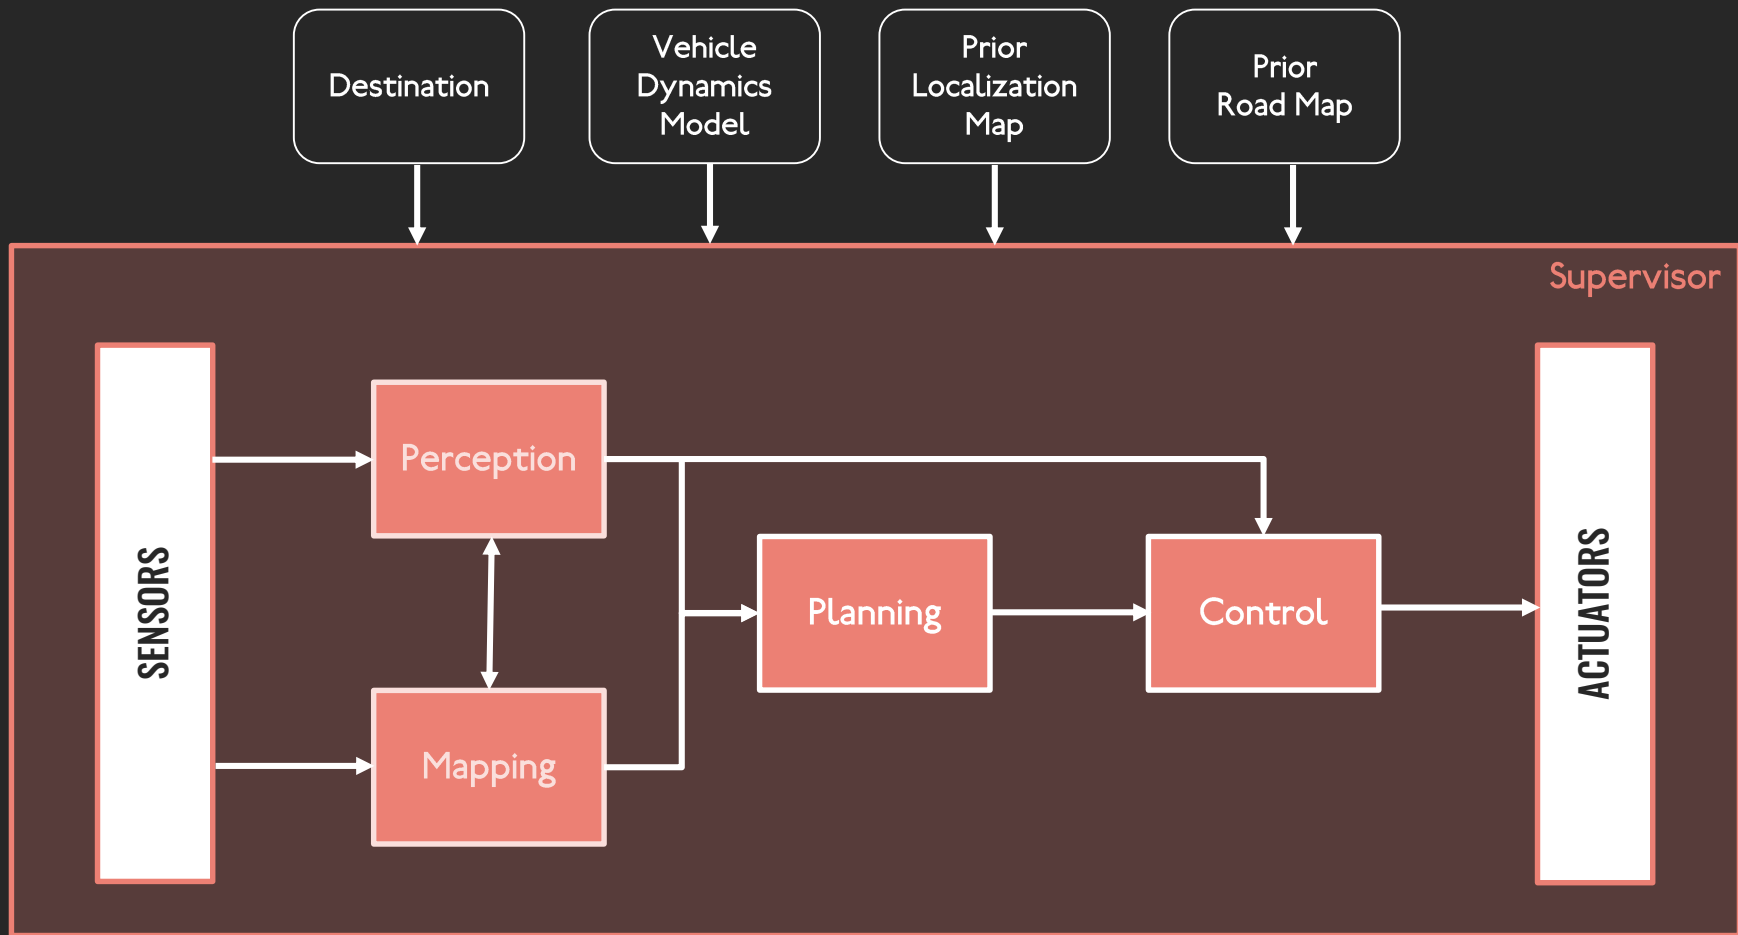 Destination
Vehicle
Dynamics
Model
Prior
Localization
Map
Prior
Road Map
Supervisor
SENSORS
Perception
Mapping
Planning
Control
ACTUATORS